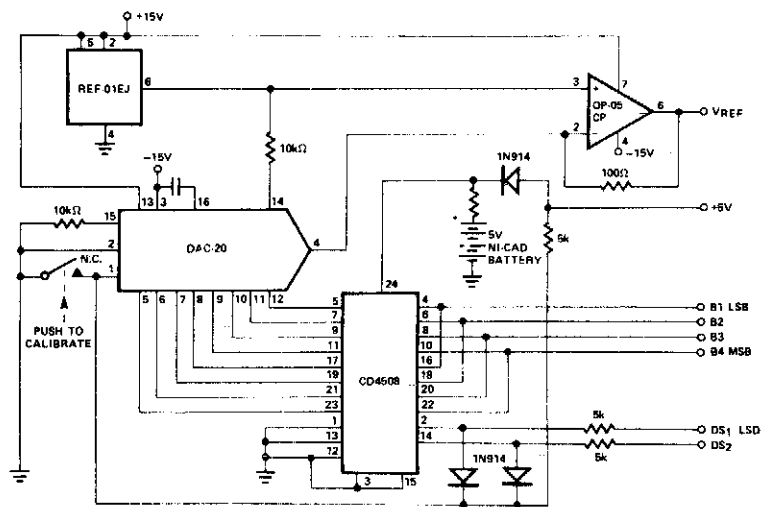 +15V
5 2
REF-01EJ
6
4
3
7
+
OP-05
CP
6
2
-
4
-15V
VREF
100Ω
10kΩ
-15V
1N914
+5V
5k
10kΩ
13 3 16 14
15
2
1
DAC-20
4
N.C.
5 6 7 8 9 10 11 12
PUSH TO
CALIBRATE
+
5V
NI-CAD
BATTERY
24
CD4508
5
7
9
11
17
19
21
23
1
13
12
3 15
4
6
8
10
16
18
20
22
2
14
B1 LSB
B2
B3
B4 MSB
5k
DS1 LSD
5k
DS2
1N914